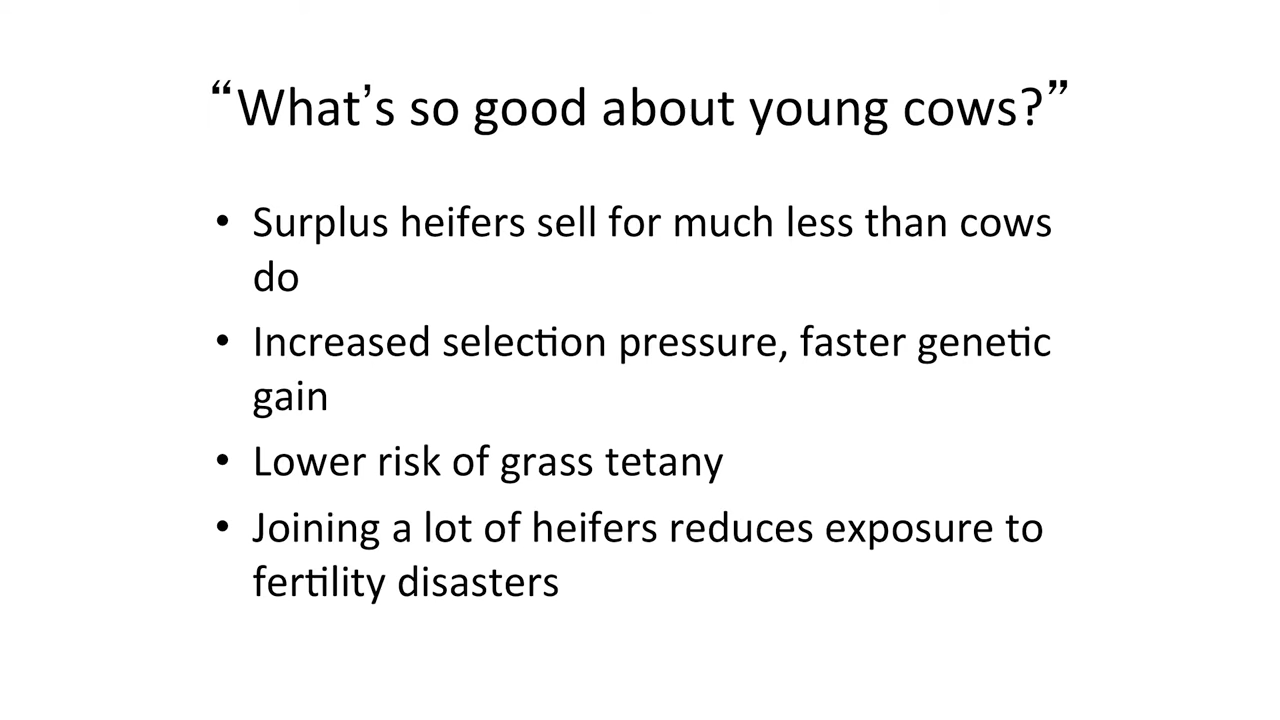 “What’s so good about young cows?”
• Surplus heifers sell for much less than cows
do
• Increased selection pressure, faster genetic
gain
• Lower risk of grass tetany
• Joining a lot of heifers reduces exposure to
fertility disasters